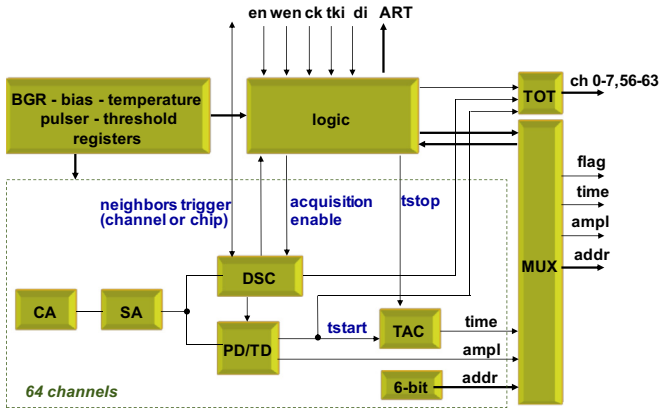 en wen ck tki di ART
BGR - bias - temperature
pulser - threshold
registers
logic
TOT
ch 0-7,56-63
neighbors trigger
(channel or chip)
acquisition
enable
tstop
flag
time
ampl
addr
MUX
DSC
CA
SA
PD/TD
tstart
TAC
time
ampl
6-bit
addr
64 channels